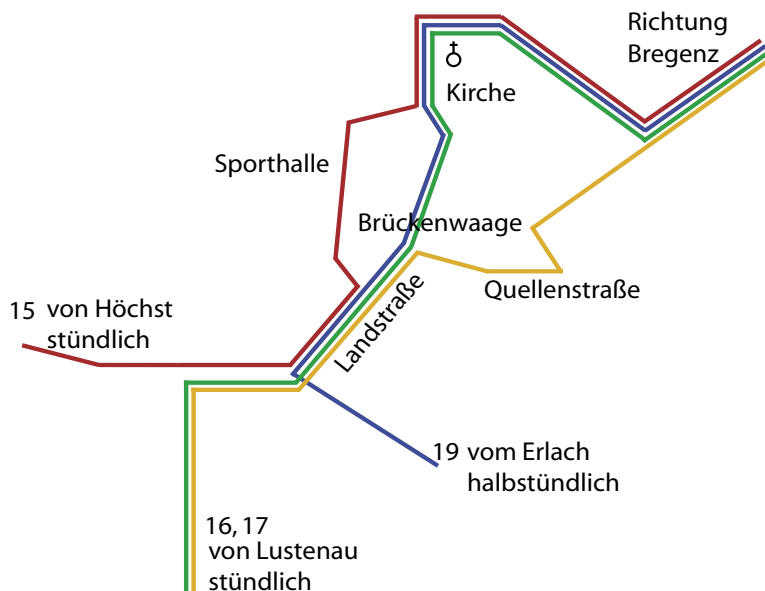 Richtung
Bregenz
Kirche
Sporthalle
Brückenwaage
Quellenstraße
Landstraße
15 von Höchst
stündlich
19 vom Erlach
halbstündlich
16, 17
von Lustenau
stündlich